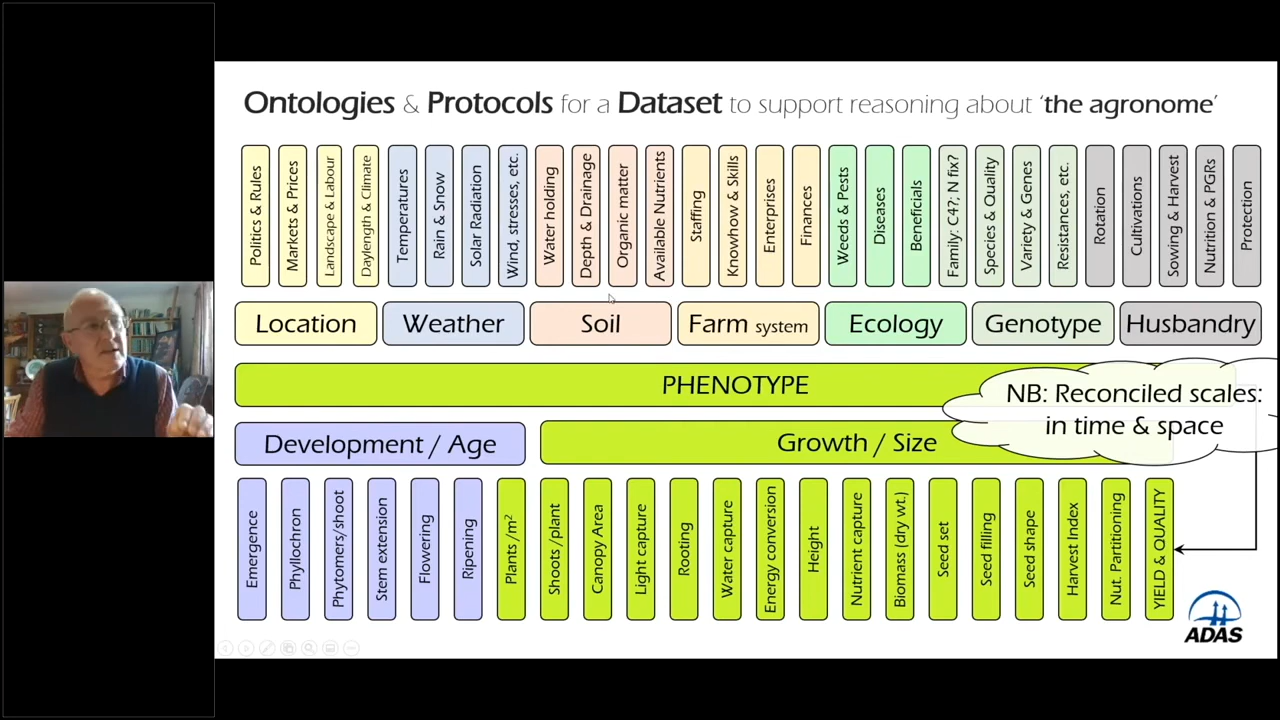 Ontologies & Protocols for a Dataset to support reasoning about ‘the agronome’
Politics & Rules
Markets & Prices
Landscape & Labour
Daylength & Climate
Temperatures
Rain & Snow
Solar Radiation
Wind, stresses, etc.
Water holding
Depth & Drainage
Organic matter
Available Nutrients
Staffing
Knowhow & Skills
Enterprises
Finances
Weeds & Pests
Diseases
Beneficials
Family: C4?; N fix?
Species & Quality
Variety & Genes
Resistances, etc.
Rotation
Cultivations
Sowing & Harvest
Nutrition & PGRs
Protection
Location
Weather
Soil
Farm system
Ecology
Genotype
Husbandry
PHENOTYPE
NB: Reconciled scales:
in time & space
Development / Age
Growth / Size
Emergence
Phyllochron
Phytomers/shoot
Stem extension
Flowering
Ripening
Plants /m²
Shoots /plant
Canopy Area
Light capture
Rooting
Water capture
Energy conversion
Height
Nutrient capture
Biomass (dry wt.)
Seed set
Seed filling
Seed shape
Harvest Index
Nut. Partitioning
YIELD & QUALITY
ADAS